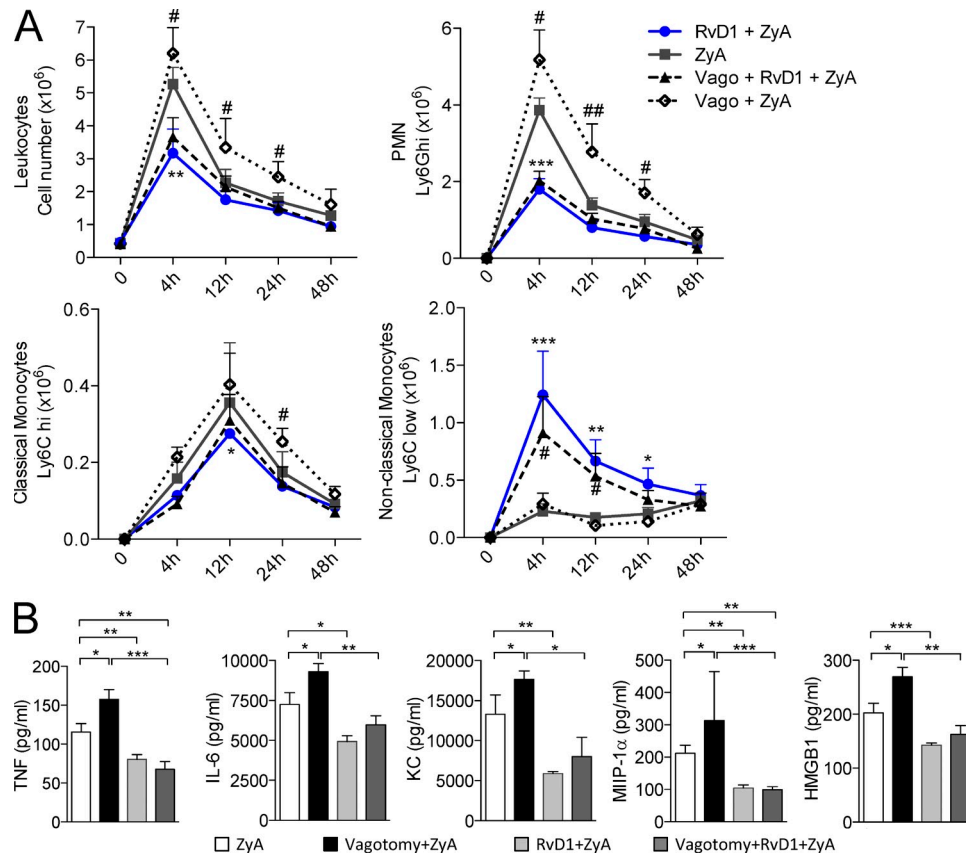 A
Leukocytes
Cell number (x10⁶)
7
6
5
4
3
2
1
0
#
#
#
**
0
4h
12h
24h
48h
PMN
Ly6Ghi (x10⁶)
6
4
2
0
#
##
#
***
0
4h
12h
24h
48h
RvD1 + ZyA
ZyA
Vago + RvD1 + ZyA
Vago + ZyA
Classical Monocytes
Ly6C hi (x10⁶)
0.6
0.4
0.2
0.0
#
*
0
4h
12h
24h
48h
Non-classical Monocytes
Ly6C low (x10⁶)
2.0
1.5
1.0
0.5
0.0
***
**
*
#
#
0
4h
12h
24h
48h
B
TNF (pg/ml)
200
150
100
50
0
**
**
* ***
IL-6 (pg/ml)
10000
7500
5000
2500
0
*
* **
KC (pg/ml)
25000
20000
15000
10000
5000
0
**
* *
MIIP-1α (pg/ml)
500
400
300
200
100
0
**
**
* ***
HMGB1 (pg/ml)
300
200
100
0
***
* **
ZyA
Vagotomy+ZyA
RvD1+ZyA
Vagotomy+RvD1+ZyA